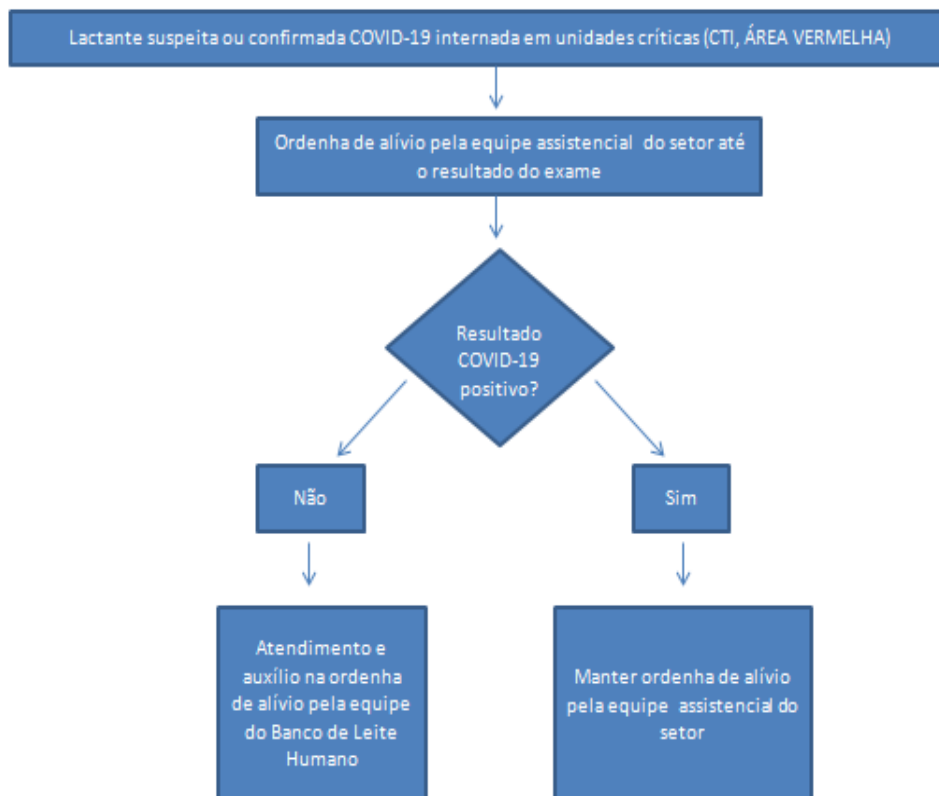 Lactante suspeita ou confirmada COVID-19 internada em unidades críticas (CTI, ÁREA VERMELHA)
Ordenha de alívio pela equipe assistencial do setor até
o resultado do exame
Resultado
COVID-19
positivo?
Não
Sim
Atendimento e
auxílio na ordenha
de alívio pela equipe
do Banco de Leite
Humano
Manter ordenha de alívio
pela equipe assistencial do
setor